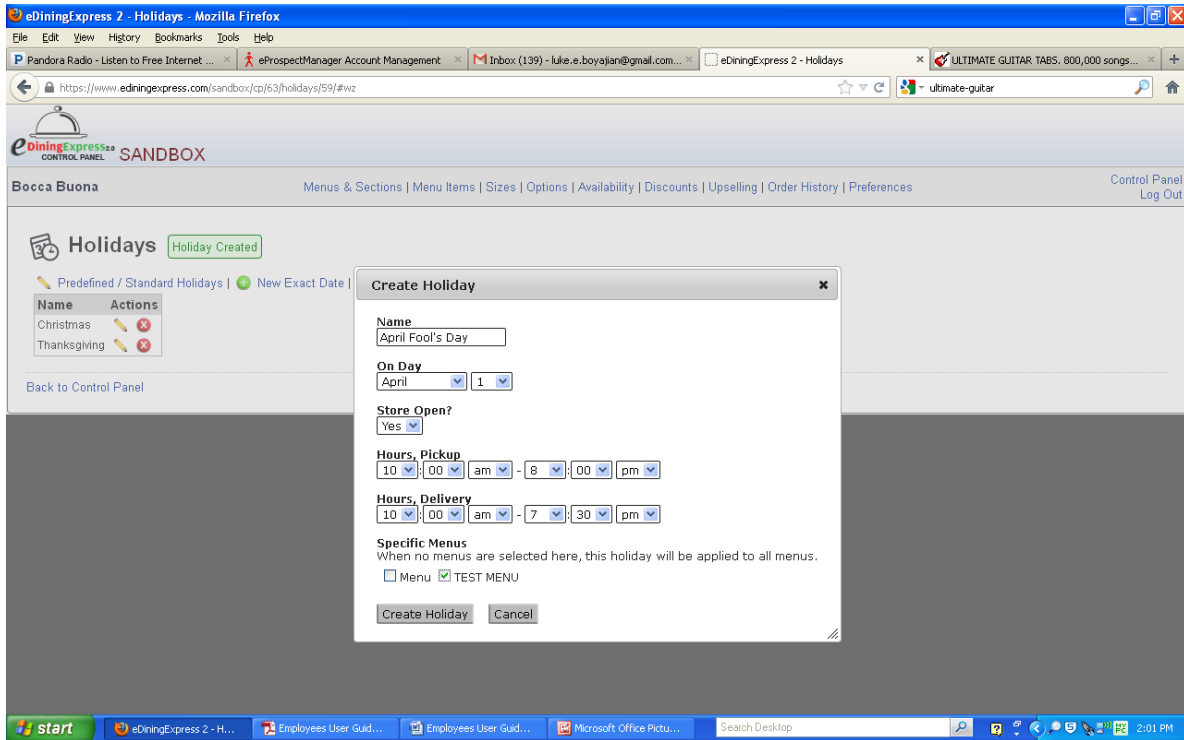 eDiningExpress 2 - Holidays - Mozilla Firefox
File Edit View History Bookmarks Tools Help
P Pandora Radio - Listen to Free Internet ... × eProspectManager Account Management × Inbox (139) - luke.e.boyajian@gmail.com... × eDiningExpress 2 - Holidays × ULTIMATE GUITAR TABS. 800,000 songs... × +
https://www.ediningexpress.com/sandbox/cp/63/holidays/59/#wz ultimate-guitar
eDiningExpress 2.0
CONTROL PANEL SANDBOX
Bocca Buona Menus & Sections | Menu Items | Sizes | Options | Availability | Discounts | Upselling | Order History | Preferences Control Panel
Log Out
Holidays Holiday Created
Predefined / Standard Holidays | New Exact Date |
Name Actions
Christmas
Thanksgiving
Back to Control Panel
Create Holiday
Name
April Fool's Day
On Day
April 1
Store Open?
Yes
Hours, Pickup
10 : 00 am - 8 : 00 pm
Hours, Delivery
10 : 00 am - 7 : 30 pm
Specific Menus
When no menus are selected here, this holiday will be applied to all menus.
Menu TEST MENU
Create Holiday Cancel
start eDiningExpress 2 - H... Employees User Guid... Employees User Guid... Microsoft Office Pictu... Search Desktop 2:01 PM